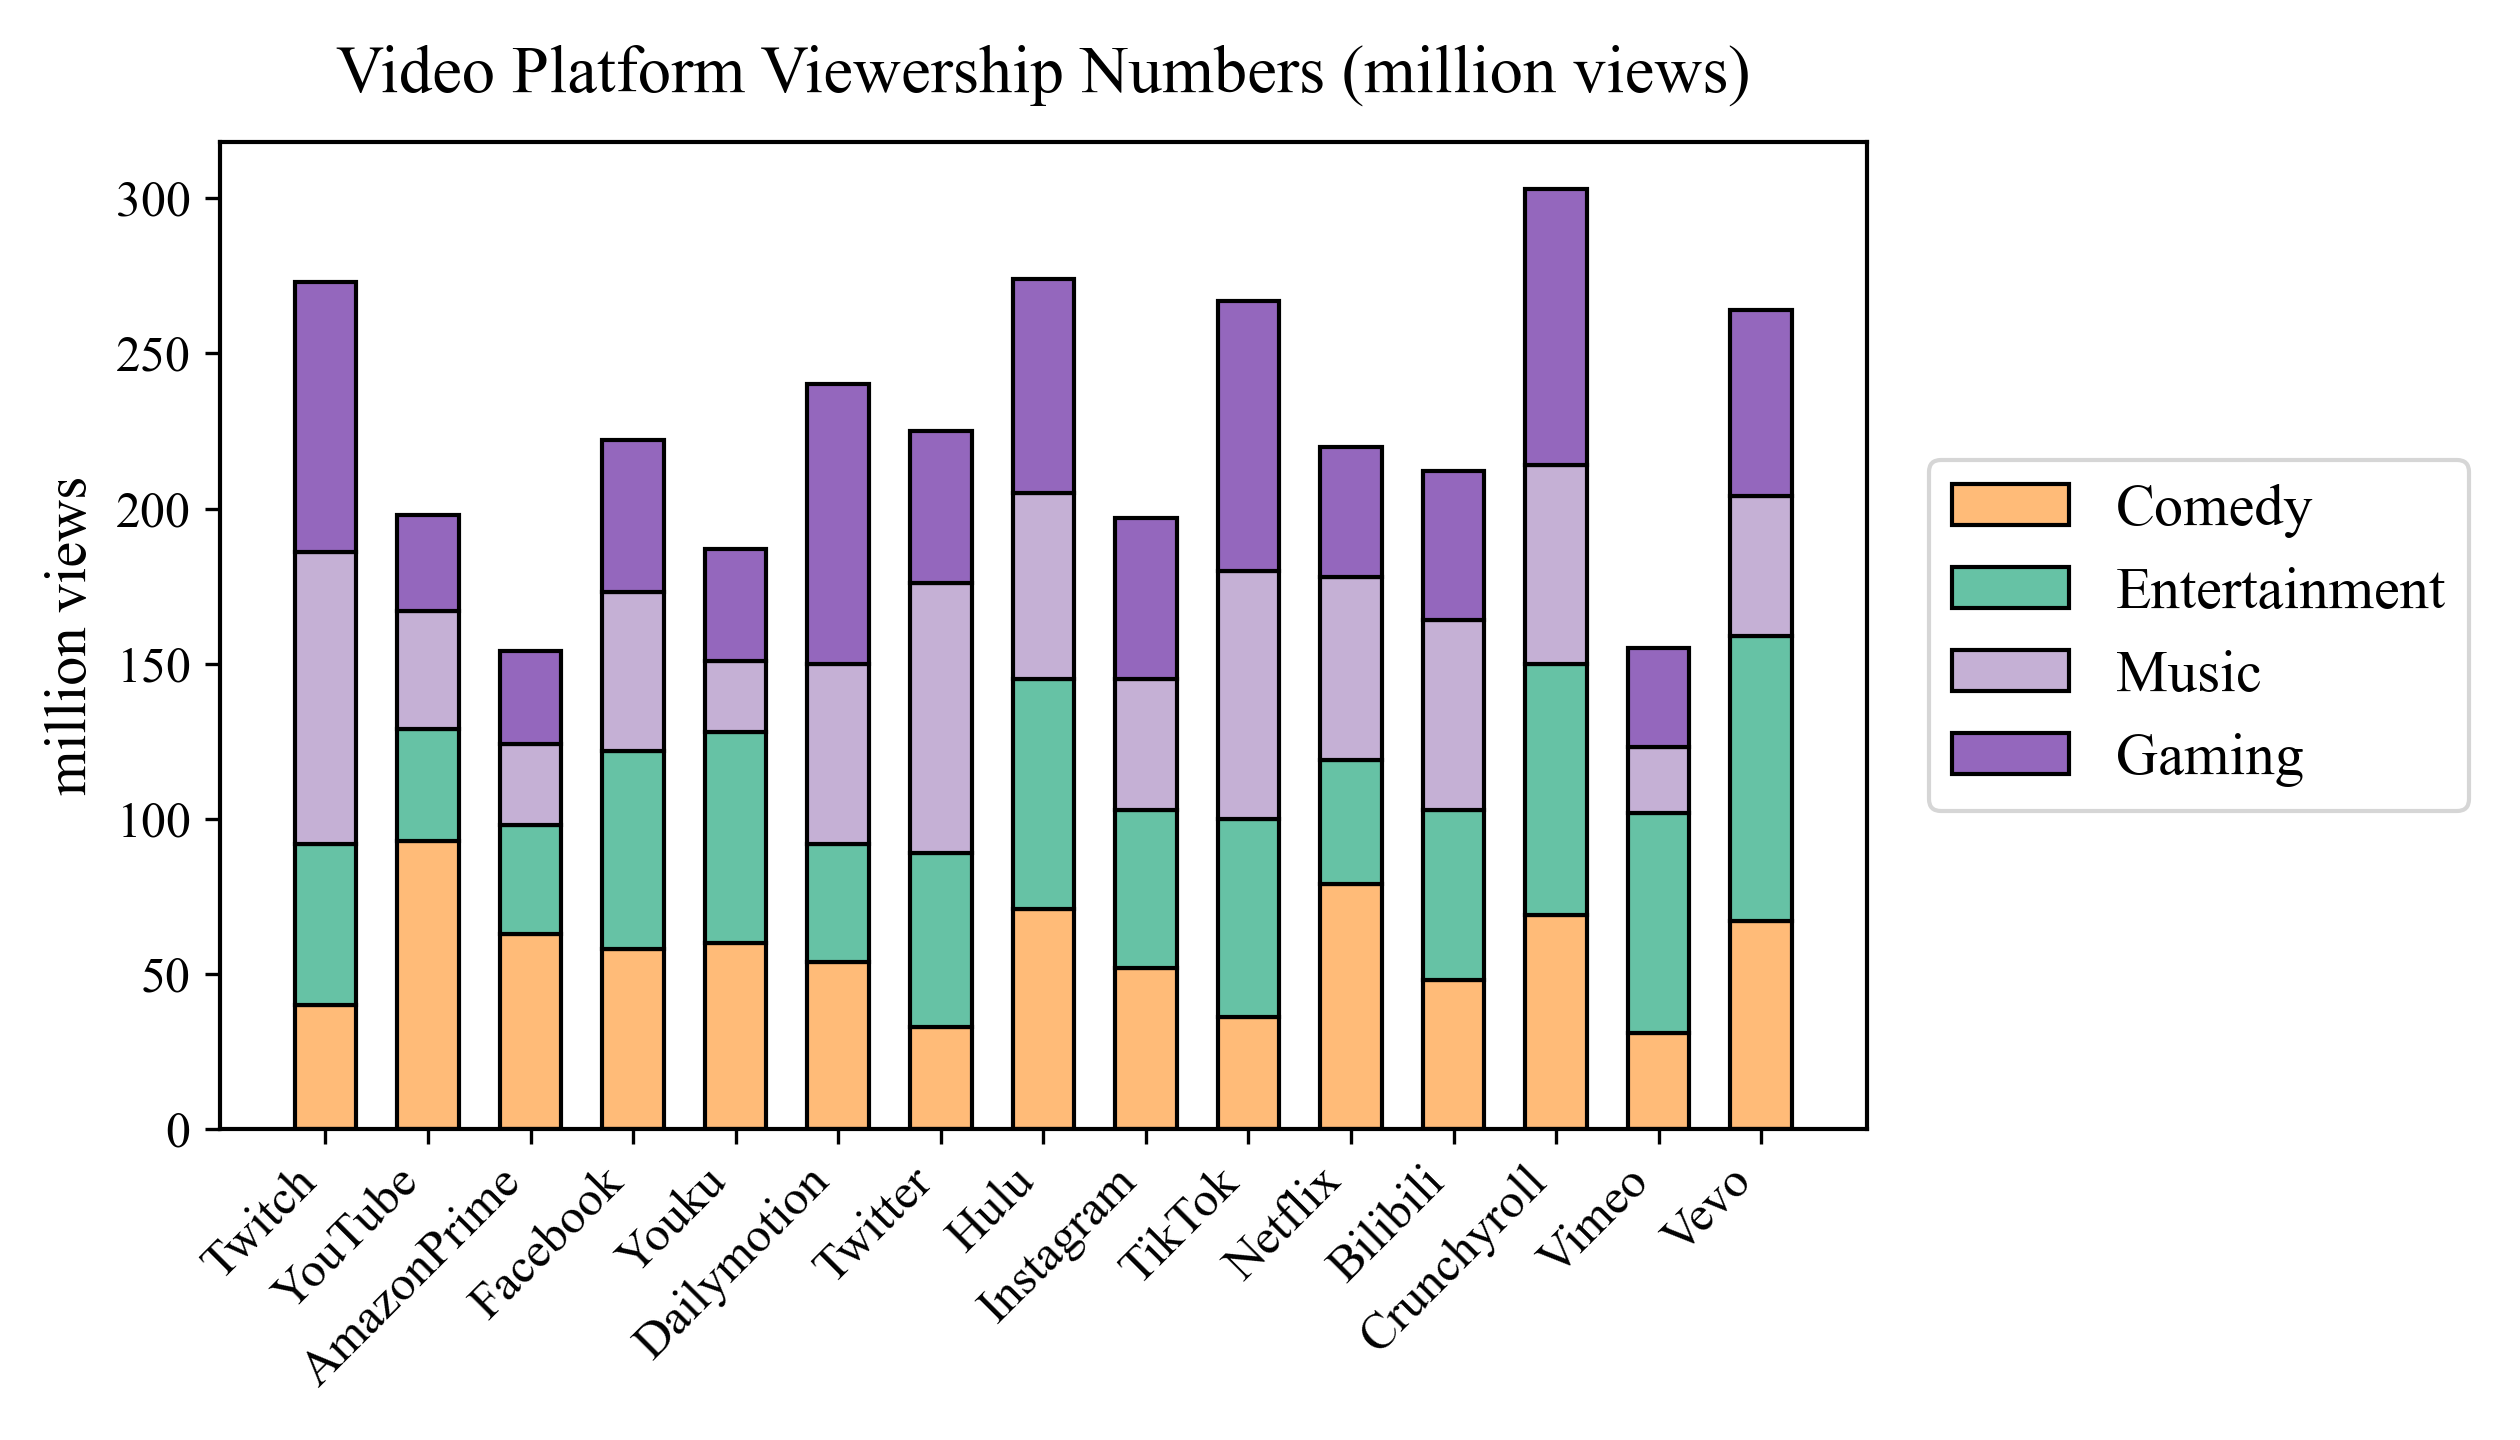 Video Platform Viewership Numbers (million views)
million views
300
250
200
150
100
50
0
Twitch
YouTube
AmazonPrime
Facebook
Youku
Dailymotion
Twitter
Hulu
Instagram
TikTok
Netflix
Bilibili
Crunchyroll
Vimeo
Vevo
Comedy
Entertainment
Music
Gaming